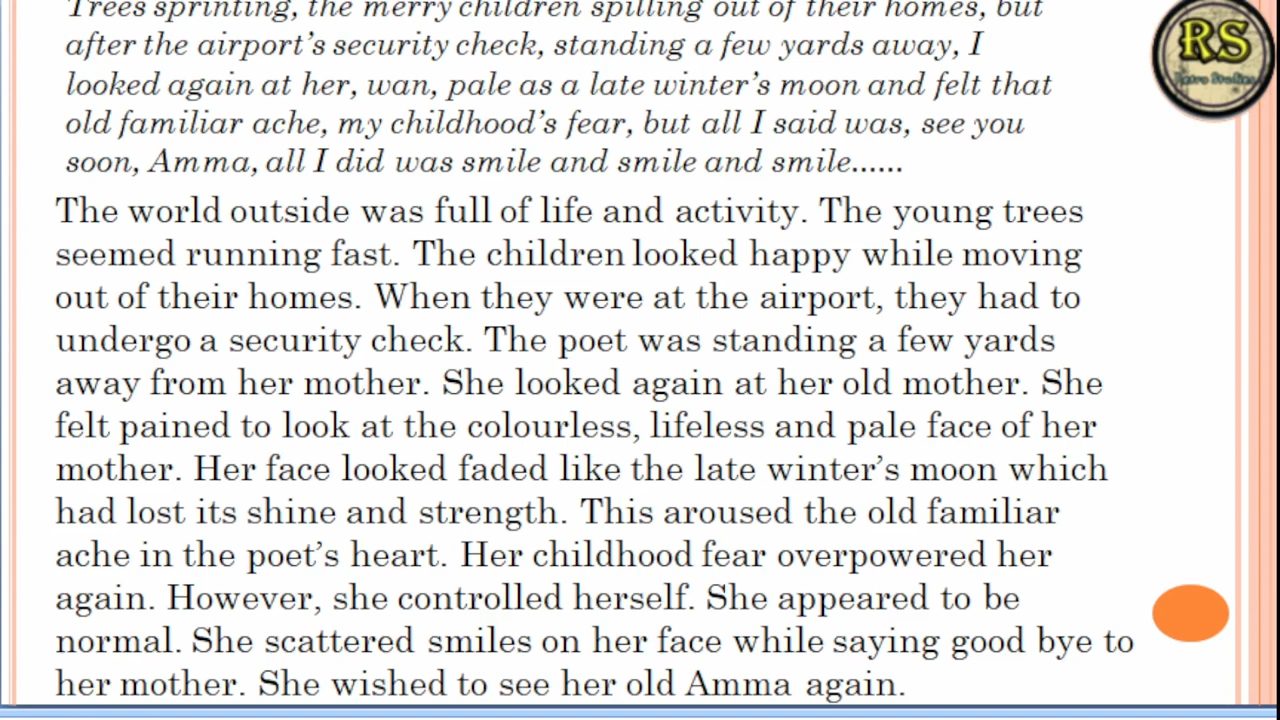 Trees sprinting, the merry children spilling out of their homes, but
after the airport's security check, standing a few yards away, I
looked again at her, wan, pale as a late winter's moon and felt that
old familiar ache, my childhood's fear, but all I said was, see you
soon, Amma, all I did was smile and smile and smile......
The world outside was full of life and activity. The young trees
seemed running fast. The children looked happy while moving
out of their homes. When they were at the airport, they had to
undergo a security check. The poet was standing a few yards
away from her mother. She looked again at her old mother. She
felt pained to look at the colourless, lifeless and pale face of her
mother. Her face looked faded like the late winter's moon which
had lost its shine and strength. This aroused the old familiar
ache in the poet's heart. Her childhood fear overpowered her
again. However, she controlled herself. She appeared to be
normal. She scattered smiles on her face while saying good bye to
her mother. She wished to see her old Amma again.
RS